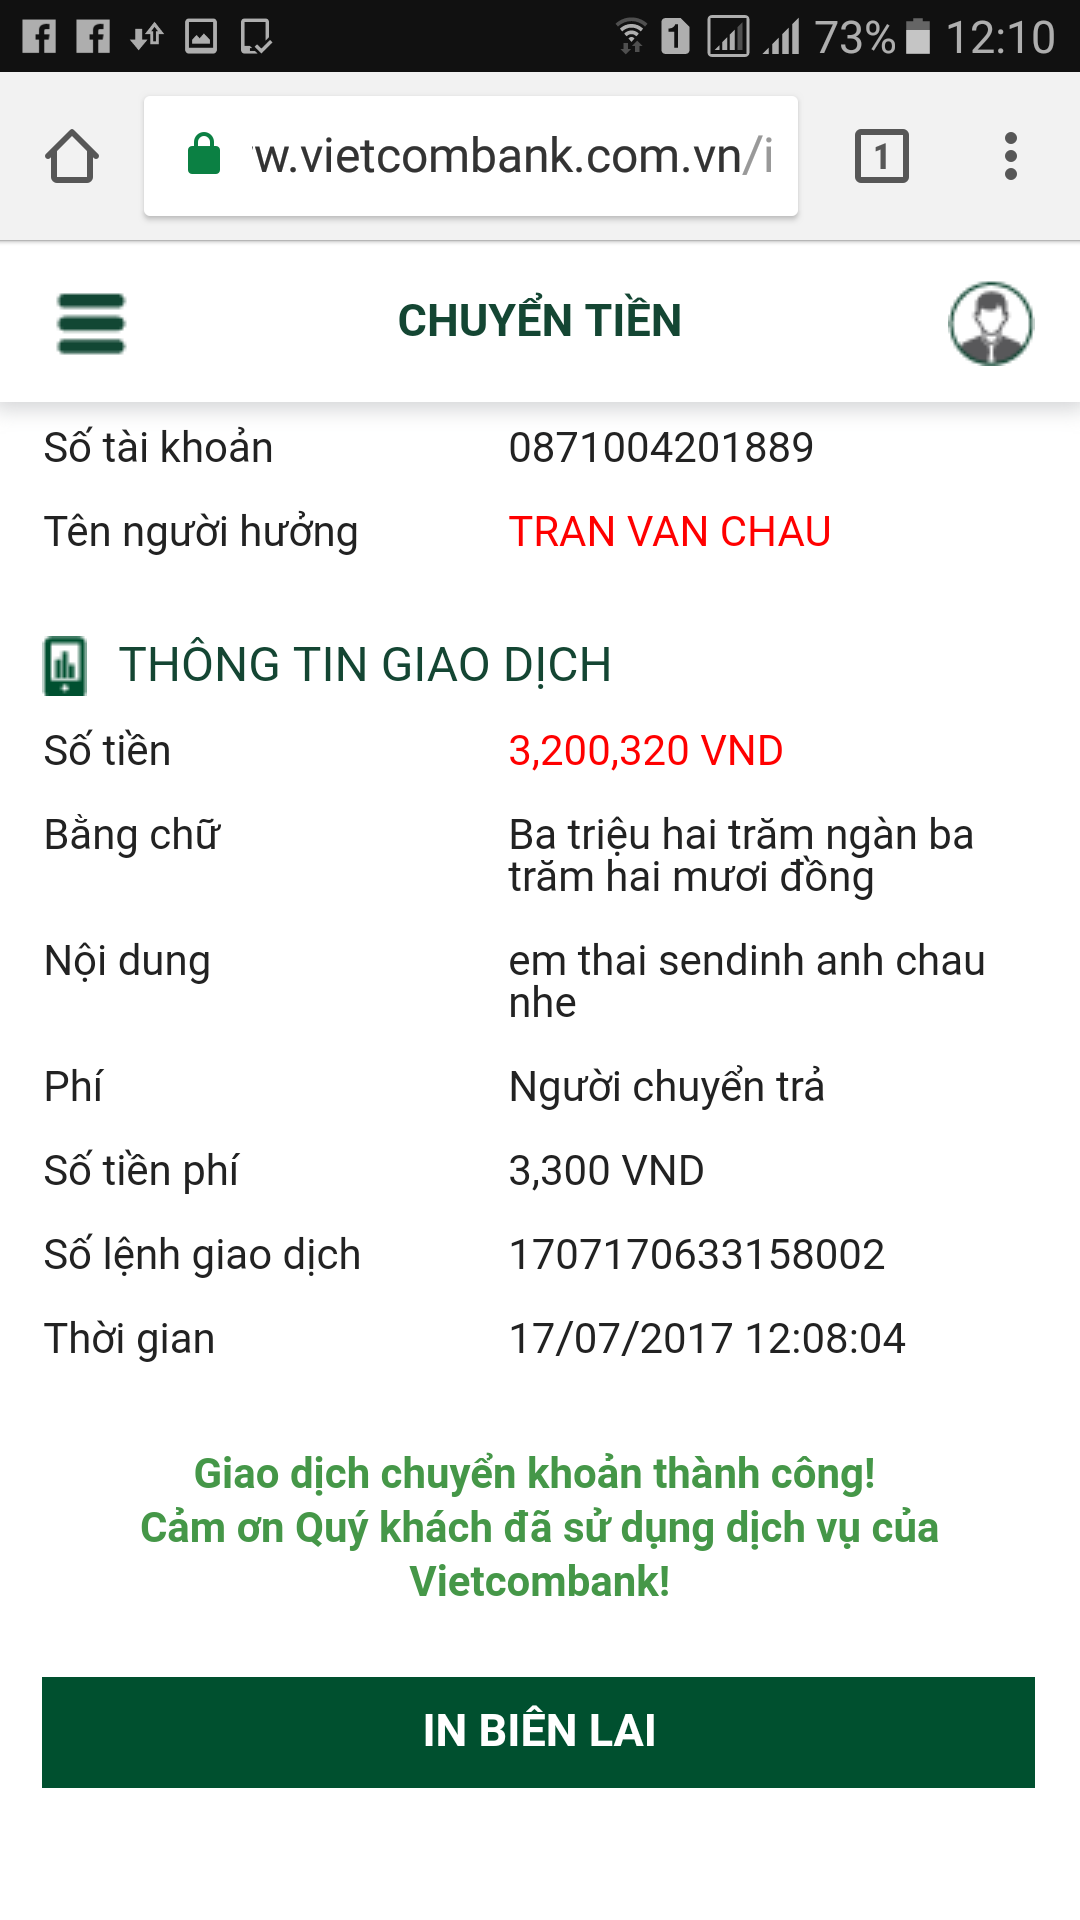 1 73% 12:10
w.vietcombank.com.vn/i 1
CHUYỂN TIỀN
Số tài khoản 0871004201889
Tên người hưởng TRAN VAN CHAU
THÔNG TIN GIAO DỊCH
Số tiền 3,200,320 VND
Bằng chữ Ba triệu hai trăm ngàn ba
trăm hai mươi đồng
Nội dung em thai sendinh anh chau
nhe
Phí Người chuyển trả
Số tiền phí 3,300 VND
Số lệnh giao dịch 1707170633158002
Thời gian 17/07/2017 12:08:04
Giao dịch chuyển khoản thành công!
Cảm ơn Quý khách đã sử dụng dịch vụ của
Vietcombank!
IN BIÊN LAI